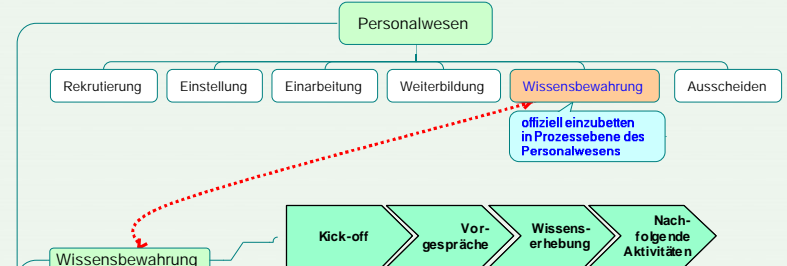 Personalwesen
Rekrutierung
Einstellung
Einarbeitung
Weiterbildung
Wissensbewahrung
Ausscheiden
offiziell einzubetten
in Prozessebene des
Personalwesens
Kick-off
Vor-
gespräche
Wissens-
erhebung
Nach-
folgende
Aktivitäten
Wissensbewahrung